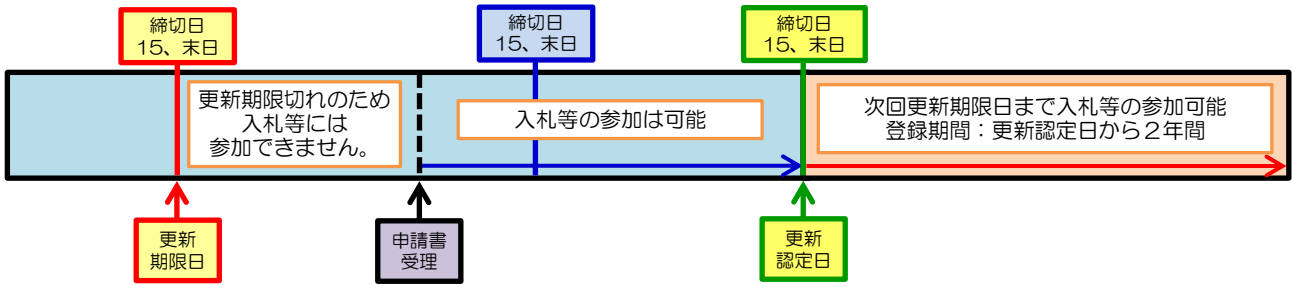 締切日
15、末日
締切日
15、末日
締切日
15、末日
更新期限切れのため
入札等には
参加できません。
入札等の参加は可能
次回更新期限日まで入札等の参加可能
登録期間：更新認定日から２年間
更新
期限日
申請書
受理
更新
認定日